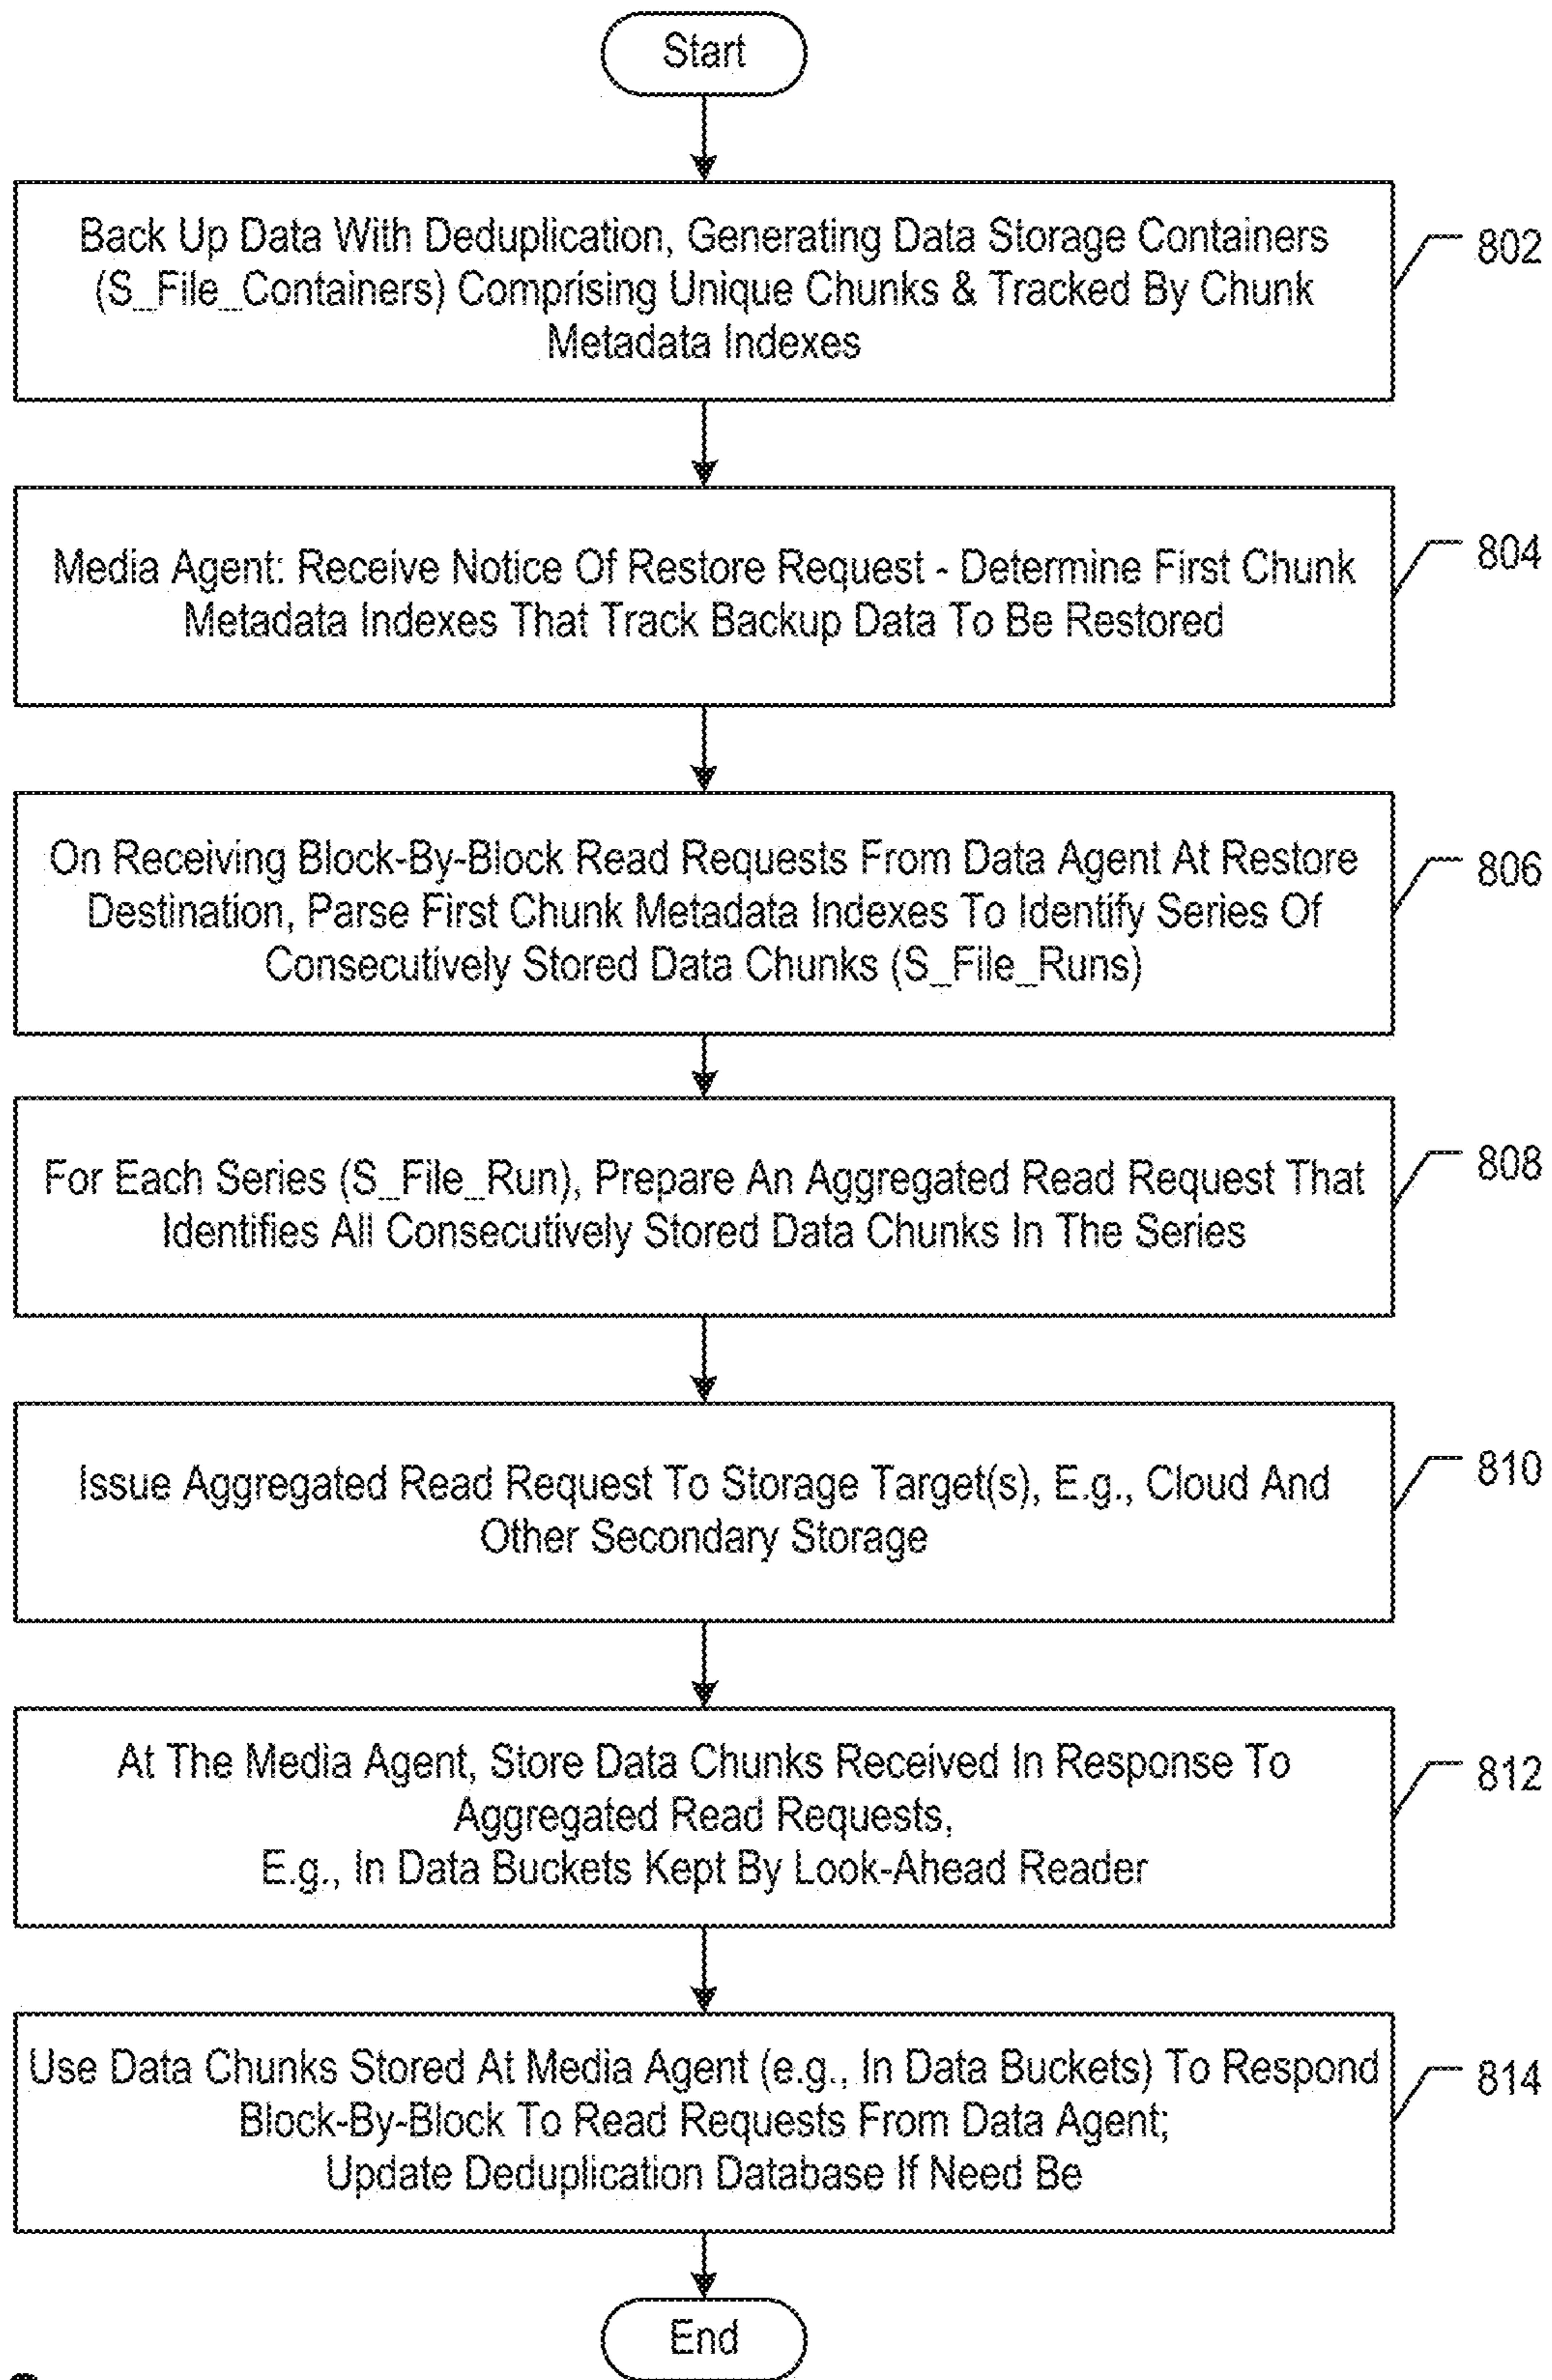 Start
Back Up Data With Deduplication, Generating Data Storage Containers
(S_File_Containers) Comprising Unique Chunks & Tracked By Chunk
Metadata Indexes
802
Media Agent: Receive Notice Of Restore Request - Determine First Chunk
Metadata Indexes That Track Backup Data To Be Restored
804
On Receiving Block-By-Block Read Requests From Data Agent At Restore
Destination, Parse First Chunk Metadata Indexes To Identify Series Of
Consecutively Stored Data Chunks (S_File_Runs)
806
For Each Series (S_File_Run), Prepare An Aggregated Read Request That
Identifies All Consecutively Stored Data Chunks In The Series
808
Issue Aggregated Read Request To Storage Target(s), E.g., Cloud And
Other Secondary Storage
810
At The Media Agent, Store Data Chunks Received In Response To
Aggregated Read Requests,
E.g., In Data Buckets Kept By Look-Ahead Reader
812
Use Data Chunks Stored At Media Agent (e.g., In Data Buckets) To Respond
Block-By-Block To Read Requests From Data Agent;
Update Deduplication Database If Need Be
814
End